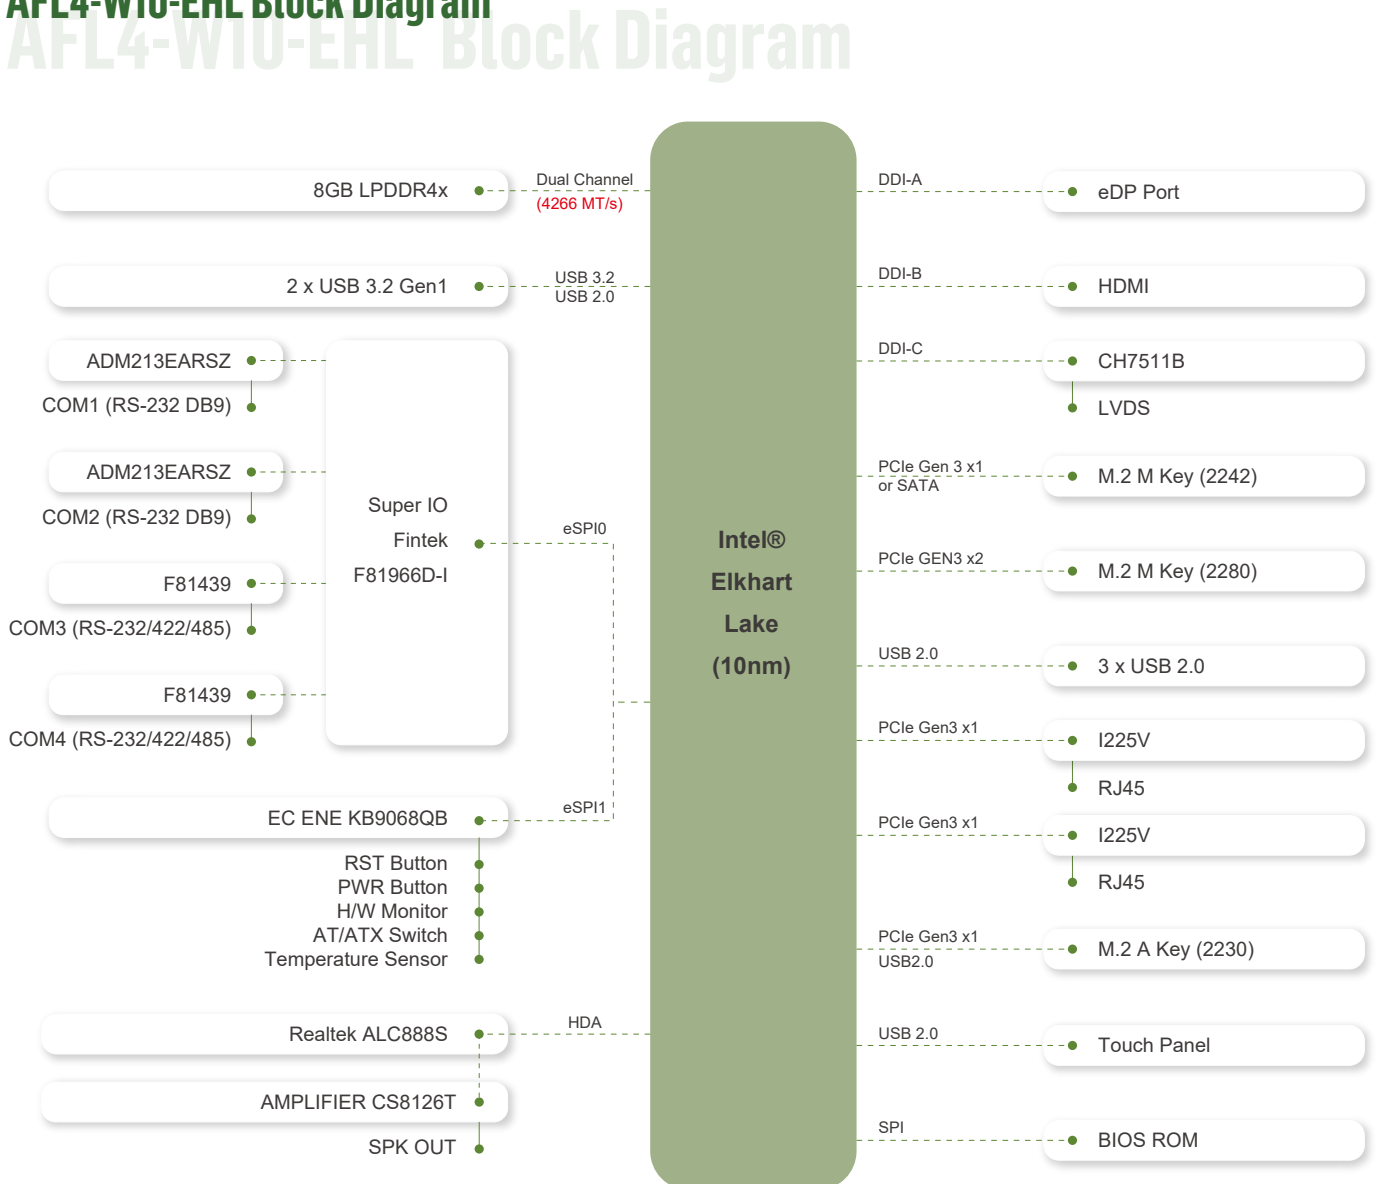 AFL4-W10-EHL Block Diagram
AFL4-W10-EHL Block Diagram
8GB LPDDR4x
Dual Channel
(4266 MT/s)
2 x USB 3.2 Gen1
USB 3.2
USB 2.0
ADM213EARSZ
COM1 (RS-232 DB9)
ADM213EARSZ
COM2 (RS-232 DB9)
F81439
COM3 (RS-232/422/485)
F81439
COM4 (RS-232/422/485)
Super IO
Fintek
F81966D-I
eSPI0
EC ENE KB9068QB
eSPI1
RST Button
PWR Button
H/W Monitor
AT/ATX Switch
Temperature Sensor
Realtek ALC888S
HDA
AMPLIFIER CS8126T
SPK OUT
Intel®
Elkhart
Lake
(10nm)
DDI-A
eDP Port
DDI-B
HDMI
DDI-C
CH7511B
LVDS
PCIe Gen 3 x1
or SATA
M.2 M Key (2242)
PCIe GEN3 x2
M.2 M Key (2280)
USB 2.0
3 x USB 2.0
PCIe Gen3 x1
I225V
RJ45
PCIe Gen3 x1
I225V
RJ45
PCIe Gen3 x1
USB2.0
M.2 A Key (2230)
USB 2.0
Touch Panel
SPI
BIOS ROM